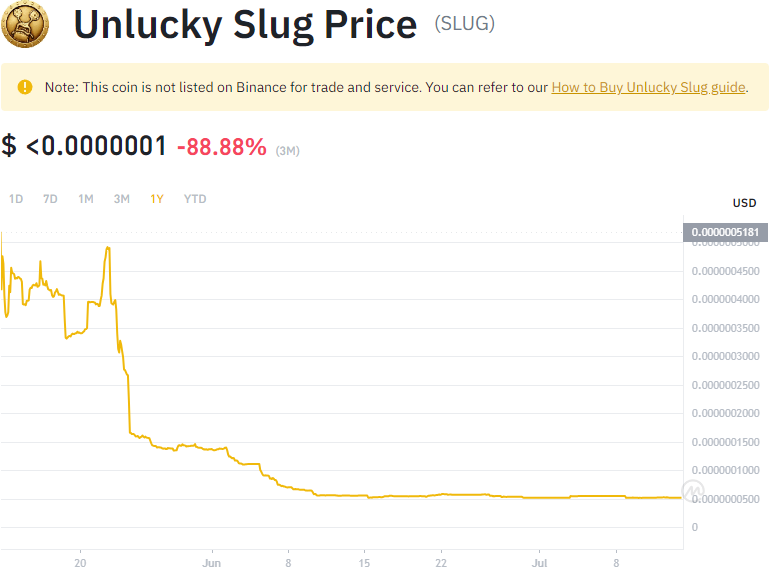 Unlucky Slug Price (SLUG)
Note: This coin is not listed on Binance for trade and service. You can refer to our How to Buy Unlucky Slug guide.
$ <0.0000001 -88.88% (3M)
1D 7D 1M 3M 1Y YTD
USD
0.0000005181
0.0000005000
0.0000004500
0.0000004000
0.0000003500
0.0000003000
0.0000002500
0.0000002000
0.0000001500
0.0000001000
0.0000000500
0
20 Jun 8 15 22 Jul 8